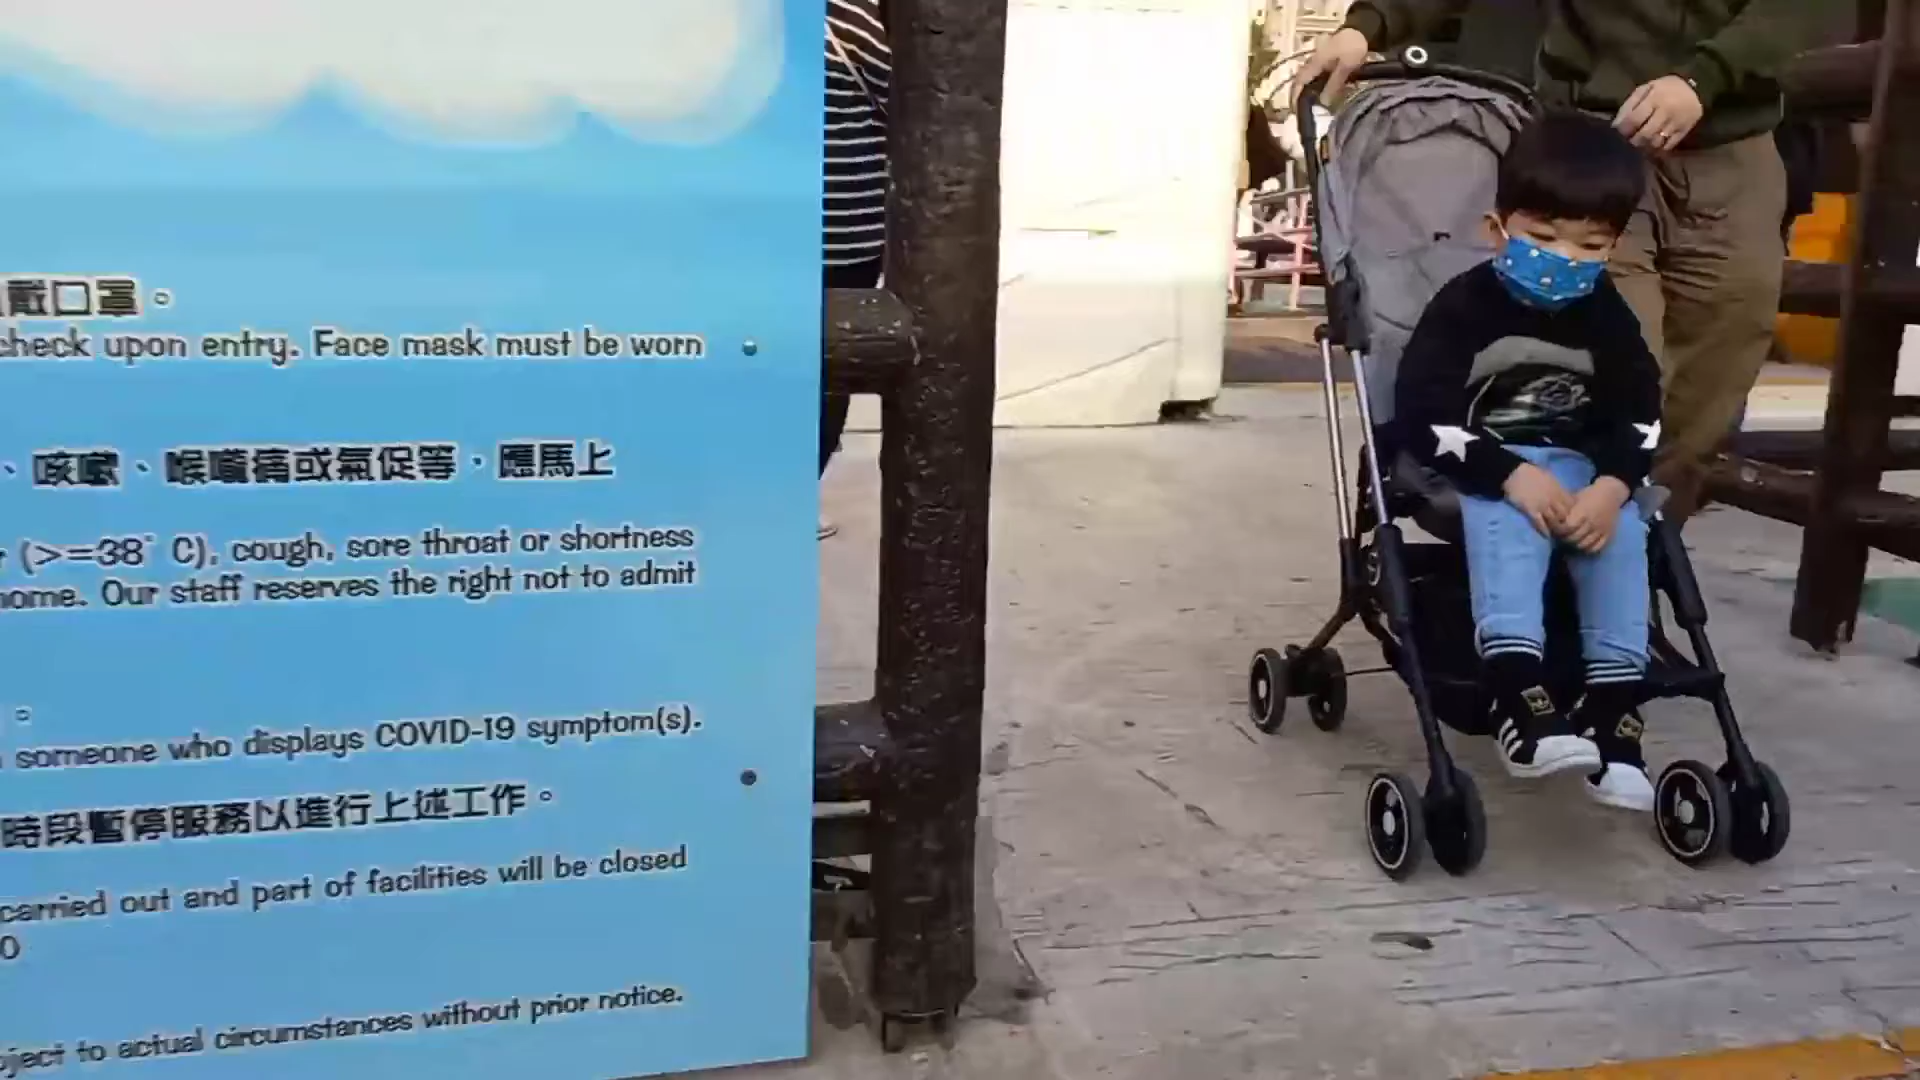 戴口罩。
check upon entry. Face mask must be worn
、咳嗽、喉嚨痛或氣促等，應馬上
(>=38° C), cough, sore throat or shortness
home. Our staff reserves the right not to admit
。
someone who displays COVID-19 symptom(s).
時段暫停服務以進行上述工作。
carried out and part of facilities will be closed
to actual circumstances without prior notice.